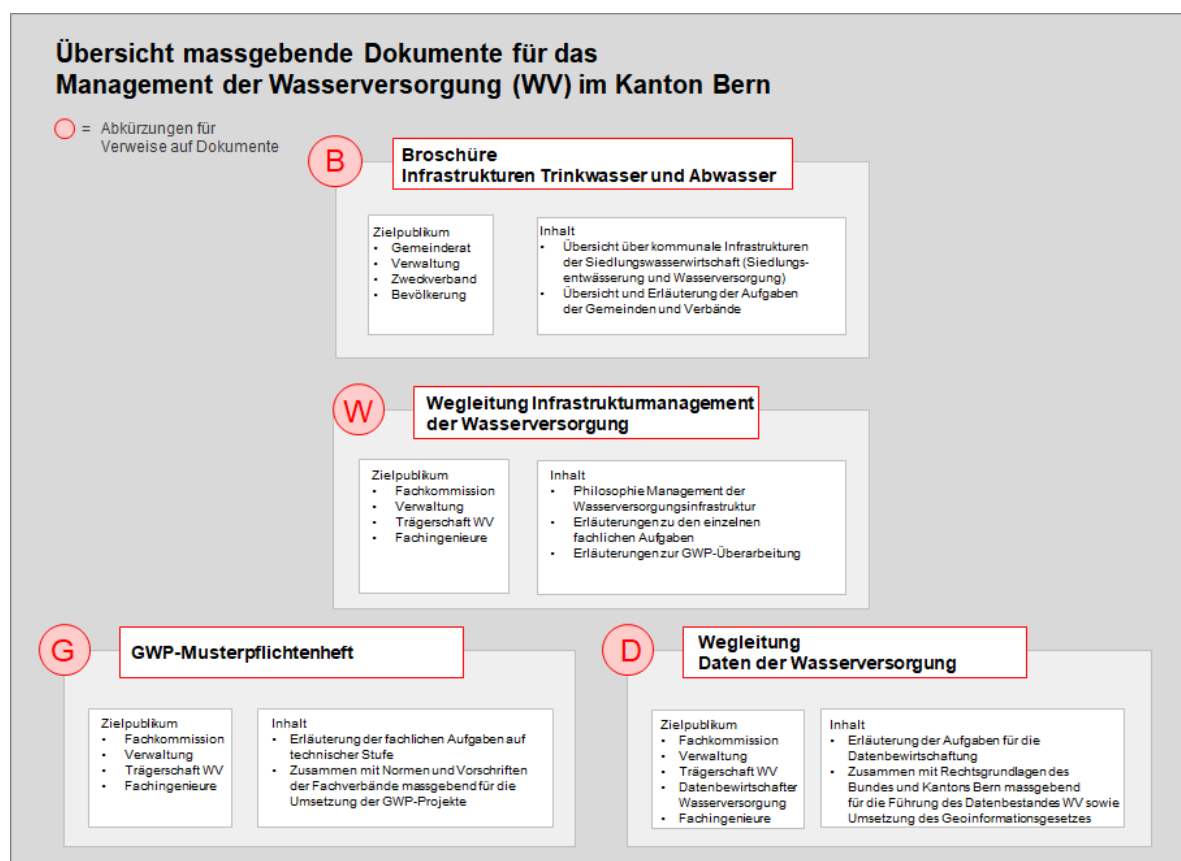 Übersicht massgebende Dokumente für das
Management der Wasserversorgung (WV) im Kanton Bern
= Abkürzungen für
Verweise auf Dokumente
B
Broschüre
Infrastrukturen Trinkwasser und Abwasser
Zielpublikum
• Gemeinderat
• Verwaltung
• Zweckverband
• Bevölkerung
Inhalt
• Übersicht über kommunale Infrastrukturen
der Siedlungswasserwirtschaft (Siedlungs-
entwässerung und Wasserversorgung)
• Übersicht und Erläuterung der Aufgaben
der Gemeinden und Verbände
W
Wegleitung Infrastrukturmanagement
der Wasserversorgung
Zielpublikum
• Fachkommission
• Verwaltung
• Trägerschaft WV
• Fachingenieure
Inhalt
• Philosophie Management der
Wasserversorgungsinfrastruktur
• Erläuterungen zu den einzelnen
fachlichen Aufgaben
• Erläuterungen zur GWP-Überarbeitung
G
GWP-Musterpflichtenheft
Zielpublikum
• Fachkommission
• Verwaltung
• Trägerschaft WV
• Fachingenieure
Inhalt
• Erläuterung der fachlichen Aufgaben auf
technischer Stufe
• Zusammen mit Normen und Vorschriften
der Fachverbände massgebend für die
Umsetzung der GWP-Projekte
D
Wegleitung
Daten der Wasserversorgung
Zielpublikum
• Fachkommission
• Verwaltung
• Trägerschaft WV
• Datenbewirtschafter
Wasserversorgung
• Fachingenieure
Inhalt
• Erläuterung der Aufgaben für die
Datenbewirtschaftung
• Zusammen mit Rechtsgrundlagen des
Bundes und Kantons Bern massgebend
für die Führung des Datenbestandes WV sowie
Umsetzung des Geoinformationsgesetzes